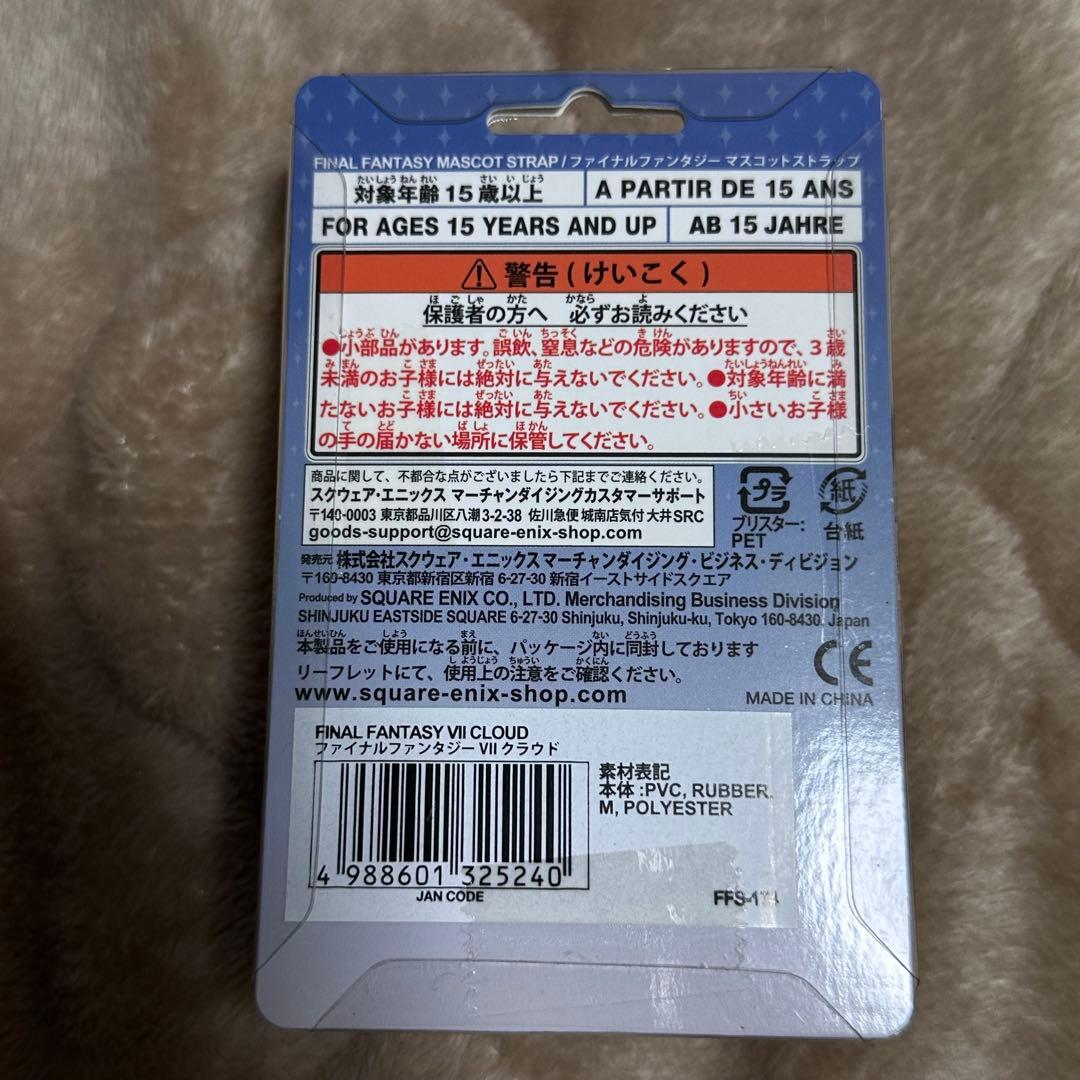 FINAL FANTASY MASCOT STRAP / ファイナルファンタジー マスコットストラップ
対象年齢 15 歳以上
A PARTIR DE 15 ANS
FOR AGES 15 YEARS AND UP
AB 15 JAHRE
警告 (けいこく)
保護者の方へ 必ずお読みください
●小部品があります。誤飲、窒息などの危険がありますので、3歳
未満のお子様には絶対に与えないでください。●対象年齢に満
たないお子様には絶対に与えないでください。●小さいお子様
の手の届かない場所に保管してください。
商品に関して、不都合な点がございましたら下記までご連絡ください。
スクウェア・エニックス マーチャンダイジングカスタマーサポート
〒140-0003 東京都品川区八潮3-2-38 佐川急便 城南店気付 大井SRC
goods-support@square-enix-shop.com
プラ
ブリスター:
PET
紙
台紙
発売元 株式会社スクウェア・エニックス マーチャンダイジング・ビジネス・ディビジョン
〒160-8430 東京都新宿区新宿 6-27-30 新宿イーストサイドスクエア
Produced by SQUARE ENIX CO., LTD. Merchandising Business Division
SHINJUKU EASTSIDE SQUARE 6-27-30 Shinjuku, Shinjuku-ku, Tokyo 160-8430. Japan
本製品をご使用になる前に、パッケージ内に同封しております
リーフレットにて、使用上の注意をご確認ください。
www.square-enix-shop.com
CE
MADE IN CHINA
FINAL FANTASY VII CLOUD
ファイナルファンタジー VII クラウド
素材表記
本体 :PVC, RUBBER,
M, POLYESTER
4 988601 325240
JAN CODE